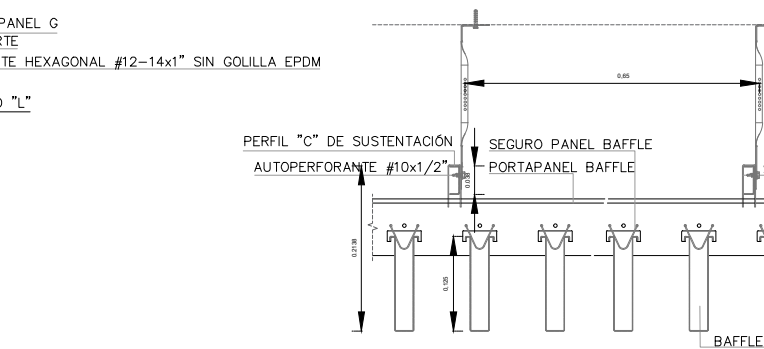 PANEL G
RTE
TE HEXAGONAL #12-14x1" SIN GOLILLA EPDM
O "L"
0,65
PERFIL "C" DE SUSTENTACIÓN
SEGURO PANEL BAFFLE
AUTOPERFORANTE #10x1/2"
PORTAPANEL BAFFLE
0.2138
0,125
BAFFLE